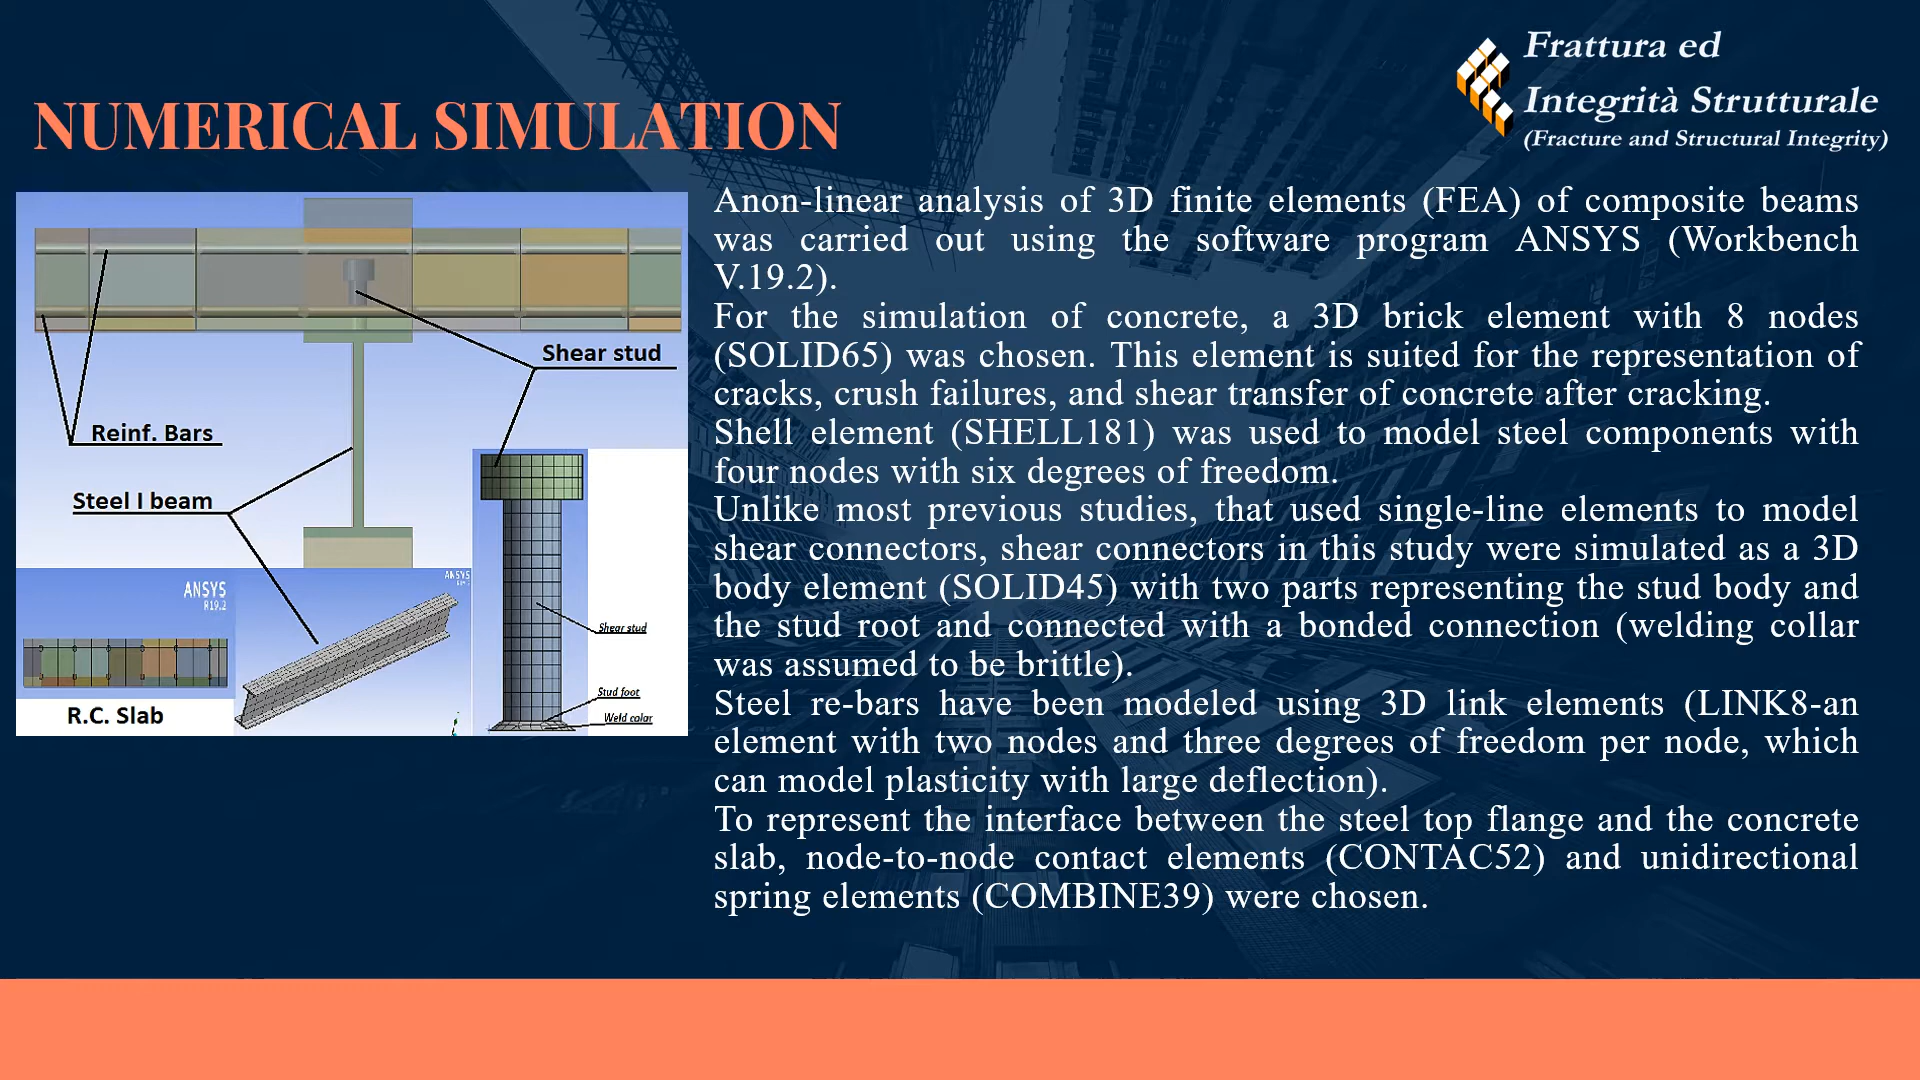 Frattura ed
Integrità Strutturale
(Fracture and Structural Integrity)
NUMERICAL SIMULATION
Shear stud
Reinf. Bars
Steel I beam
ANSYS
R19.2
ANSYS
Shear stud
Stud foot
Weld colar
R.C. Slab
Anon-linear analysis of 3D finite elements (FEA) of composite beams
was carried out using the software program ANSYS (Workbench
V.19.2).
For the simulation of concrete, a 3D brick element with 8 nodes
(SOLID65) was chosen. This element is suited for the representation of
cracks, crush failures, and shear transfer of concrete after cracking.
Shell element (SHELL181) was used to model steel components with
four nodes with six degrees of freedom.
Unlike most previous studies, that used single-line elements to model
shear connectors, shear connectors in this study were simulated as a 3D
body element (SOLID45) with two parts representing the stud body and
the stud root and connected with a bonded connection (welding collar
was assumed to be brittle).
Steel re-bars have been modeled using 3D link elements (LINK8-an
element with two nodes and three degrees of freedom per node, which
can model plasticity with large deflection).
To represent the interface between the steel top flange and the concrete
slab, node-to-node contact elements (CONTAC52) and unidirectional
spring elements (COMBINE39) were chosen.